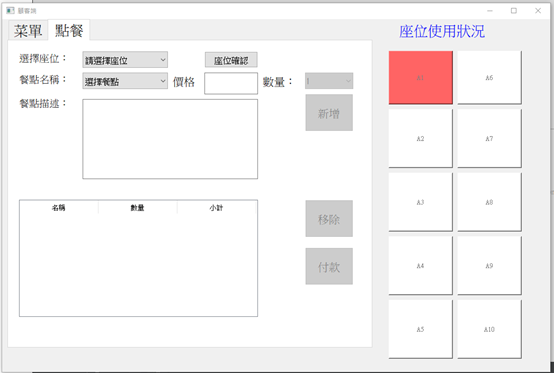 顧客端
菜單 點餐
座位使用狀況
選擇座位： 請選擇座位 座位確認
餐點名稱： 選擇餐點 價格 數量： 1
餐點描述： 新增
名稱 數量 小計
移除
付款
A1 A6
A2 A7
A3 A8
A4 A9
A5 A10